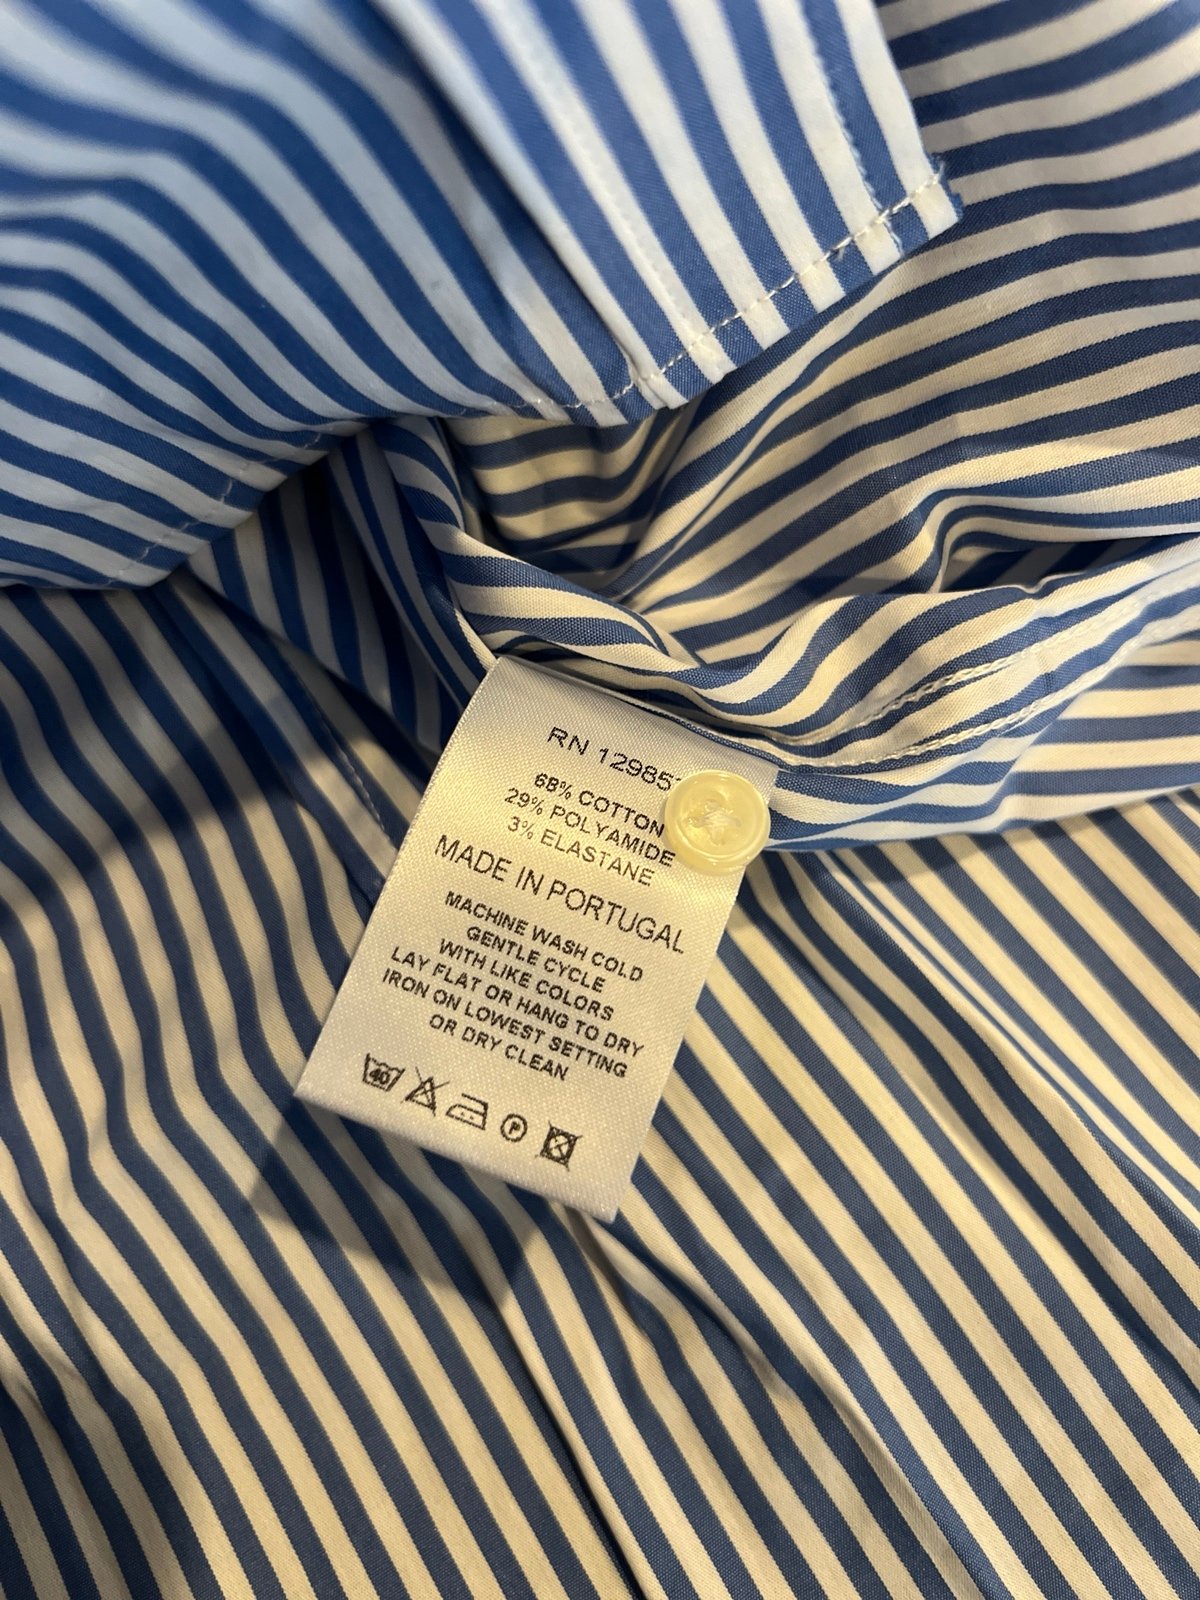 RN 12985
68% COTTON
29% POLYAMIDE
3% ELASTANE
MADE IN PORTUGAL
MACHINE WASH COLD
GENTLE CYCLE
WITH LIKE COLORS
LAY FLAT OR HANG TO DRY
IRON ON LOWEST SETTING
OR DRY CLEAN
40
P